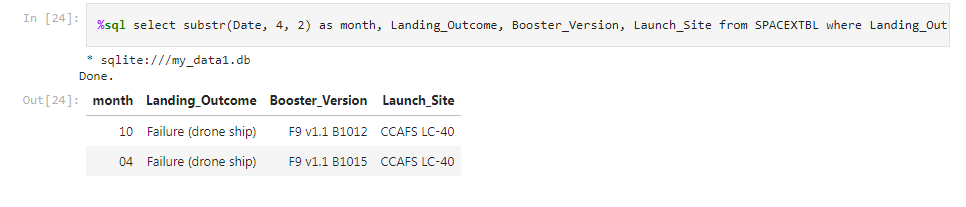 In [24]: %sql select substr(Date, 4, 2) as month, Landing_Outcome, Booster_Version, Launch_Site from SPACEXTBL where Landing_Out
* sqlite:///my_data1.db
Done.
Out[24]: month Landing_Outcome Booster_Version Launch_Site
10 Failure (drone ship) F9 v1.1 B1012 CCAFS LC-40
04 Failure (drone ship) F9 v1.1 B1015 CCAFS LC-40